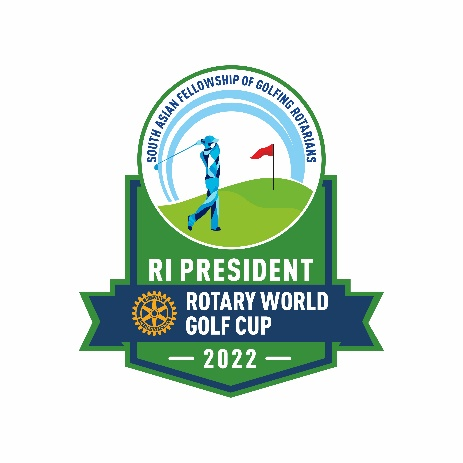 SOUTH ASIAN FELLOWSHIP OF GOLFING ROTARIANS
RI PRESIDENT
ROTARY WORLD
GOLF CUP
2022